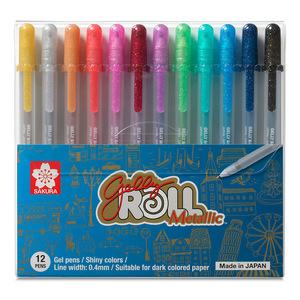 SAKURA
Gelly
ROLL
Metallic
12
PENS
Gel pens / Shiny colors /
Line width: 0.4mm / Suitable for dark colored paper
Made in JAPAN